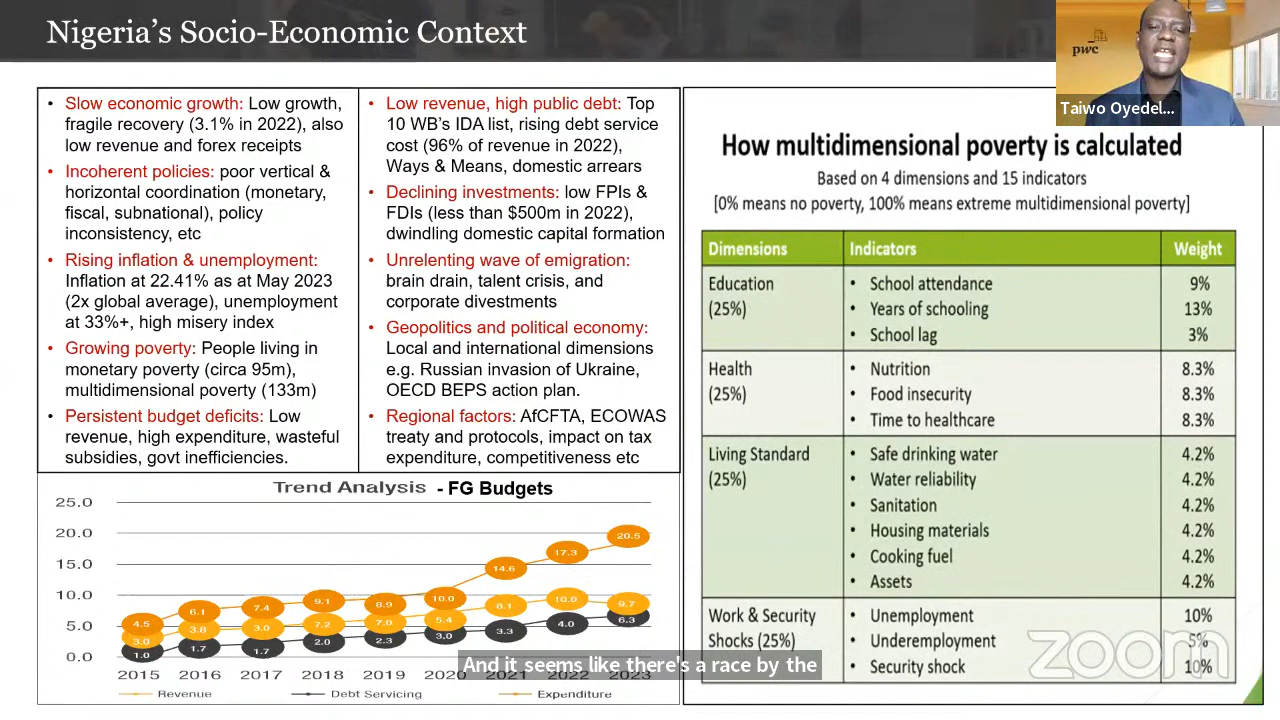 Nigeria's Socio-Economic Context
pwc
Taiwo Oyedel...
• Slow economic growth: Low growth,
fragile recovery (3.1% in 2022), also
low revenue and forex receipts
• Incoherent policies: poor vertical &
horizontal coordination (monetary,
fiscal, subnational), policy
inconsistency, etc
• Rising inflation & unemployment:
Inflation at 22.41% as at May 2023
(2x global average), unemployment
at 33%+, high misery index
• Growing poverty: People living in
monetary poverty (circa 95m),
multidimensional poverty (133m)
• Persistent budget deficits: Low
revenue, high expenditure, wasteful
subsidies, govt inefficiencies.
• Low revenue, high public debt: Top
10 WB's IDA list, rising debt service
cost (96% of revenue in 2022),
Ways & Means, domestic arrears
• Declining investments: low FPIs &
FDIs (less than $500m in 2022),
dwindling domestic capital formation
• Unrelenting wave of emigration:
brain drain, talent crisis, and
corporate divestments
• Geopolitics and political economy:
Local and international dimensions
e.g. Russian invasion of Ukraine,
OECD BEPS action plan.
• Regional factors: AfCFTA, ECOWAS
treaty and protocols, impact on tax
expenditure, competitiveness etc
Trend Analysis - FG Budgets
25.0
20.0
15.0
10.0
5.0
0.0
4.5 6.1 7.4 9.1 8.9 10.0 14.6 17.3 20.5
3.0 3.8 3.0 7.2 7.0 5.4 8.1 10.0 9.7
1.0 1.7 1.7 2.0 2.3 3.0 3.3 4.0 6.3
2015 2016 2017 2018 2019 2020 2021 2022 2023
Revenue Debt Servicing Expenditure
How multidimensional poverty is calculated
Based on 4 dimensions and 15 indicators
[0% means no poverty, 100% means extreme multidimensional poverty]
Dimensions Indicators Weight
Education • School attendance 9%
(25%) • Years of schooling 13%
• School lag 3%
Health • Nutrition 8.3%
(25%) • Food insecurity 8.3%
• Time to healthcare 8.3%
Living Standard • Safe drinking water 4.2%
(25%) • Water reliability 4.2%
• Sanitation 4.2%
• Housing materials 4.2%
• Cooking fuel 4.2%
• Assets 4.2%
Work & Security • Unemployment 10%
Shocks (25%) • Underemployment 5%
• Security shock 10%
zoom
And it seems like there's a race by the